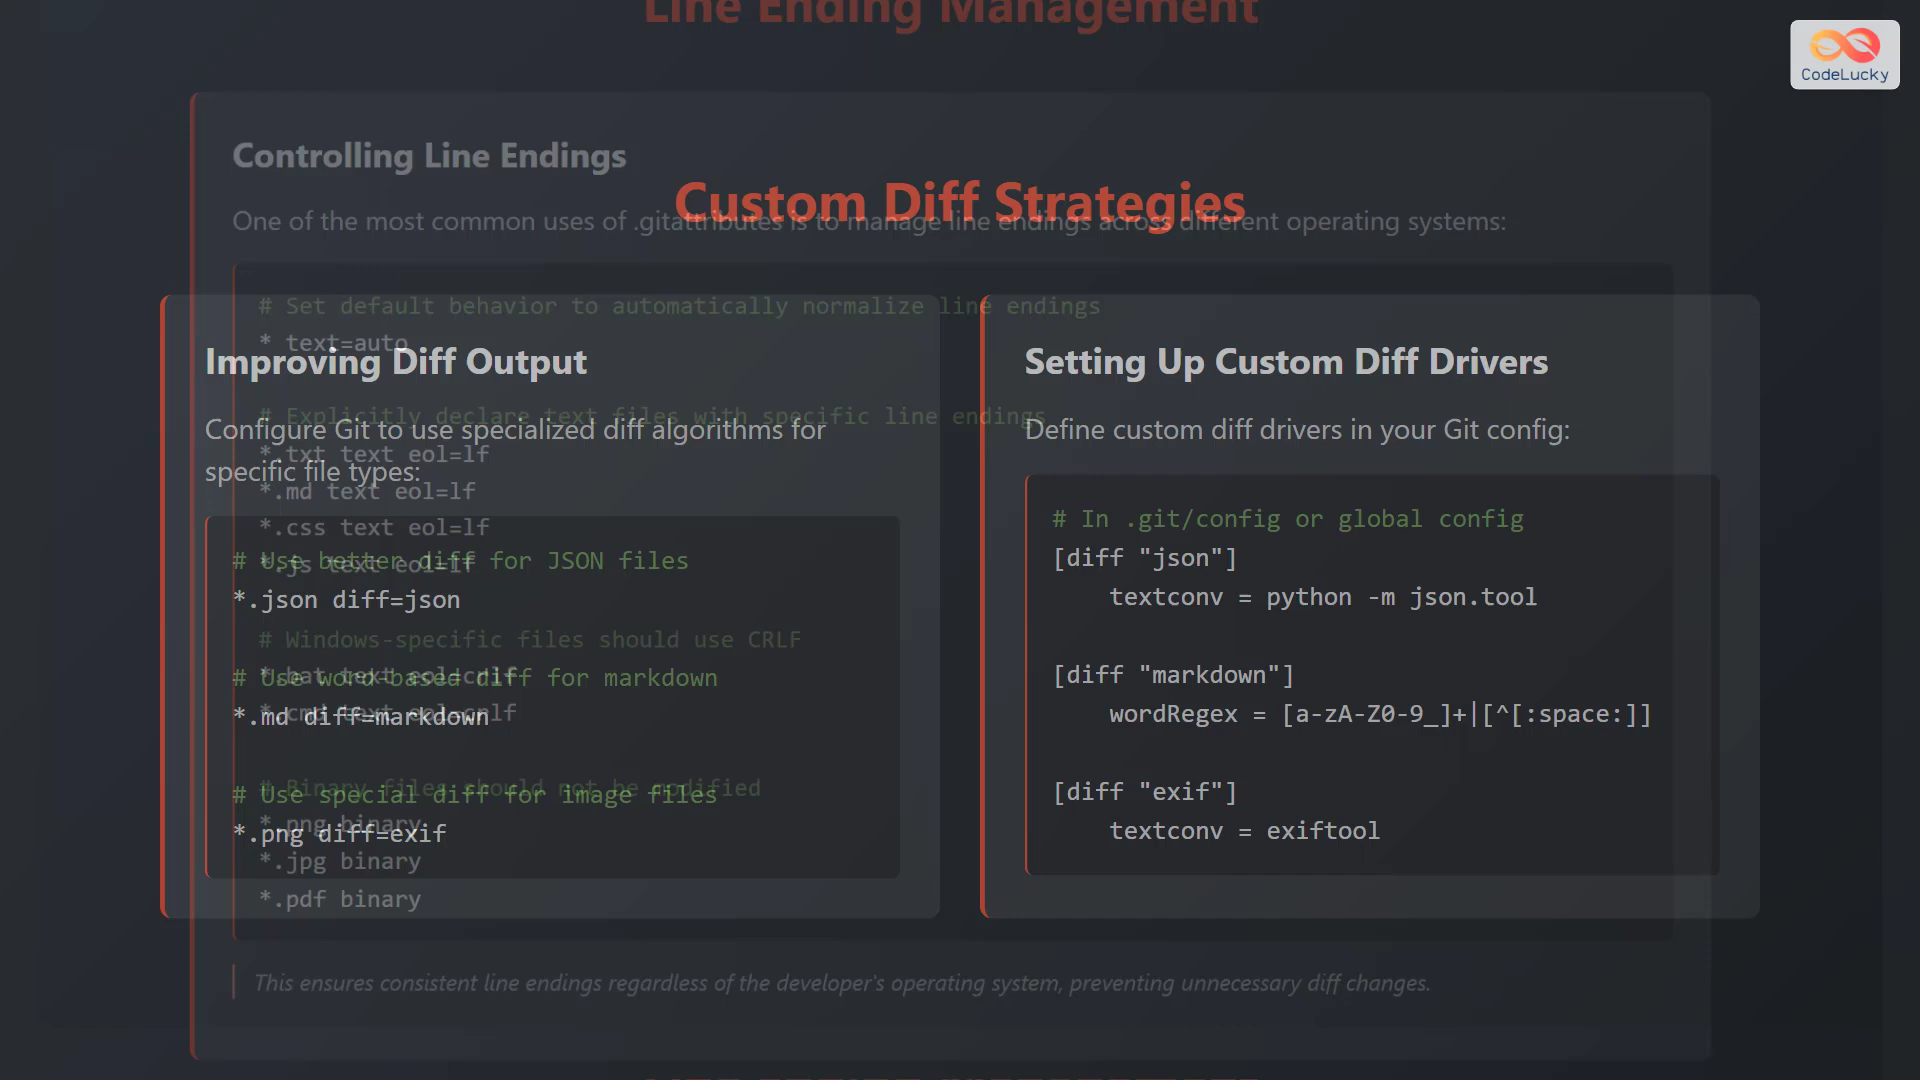 Line Ending Management
CodeLucky
Controlling Line Endings
One of the most common uses of .gitattributes is to manage line endings across different operating systems:
# Set default behavior to automatically normalize line endings
* text=auto
# Explicitly declare text files with specific line endings
*.txt text eol=lf
*.md text eol=lf
*.css text eol=lf
*.js text eol=lf
# Windows-specific files should use CRLF
*.bat text eol=crlf
*.cmd text eol=crlf
# Binary files should not be modified
*.png binary
*.jpg binary
*.pdf binary
This ensures consistent line endings regardless of the developer's operating system, preventing unnecessary diff changes.
Custom Diff Strategies
Improving Diff Output
Configure Git to use specialized diff algorithms for
specific file types:
# Use better diff for JSON files
*.json diff=json
# Use word-based diff for markdown
*.md diff=markdown
# Use special diff for image files
*.png diff=exif
Setting Up Custom Diff Drivers
Define custom diff drivers in your Git config:
# In .git/config or global config
[diff "json"]
textconv = python -m json.tool
[diff "markdown"]
wordRegex = [a-zA-Z0-9_]+|[^[:space:]]
[diff "exif"]
textconv = exiftool